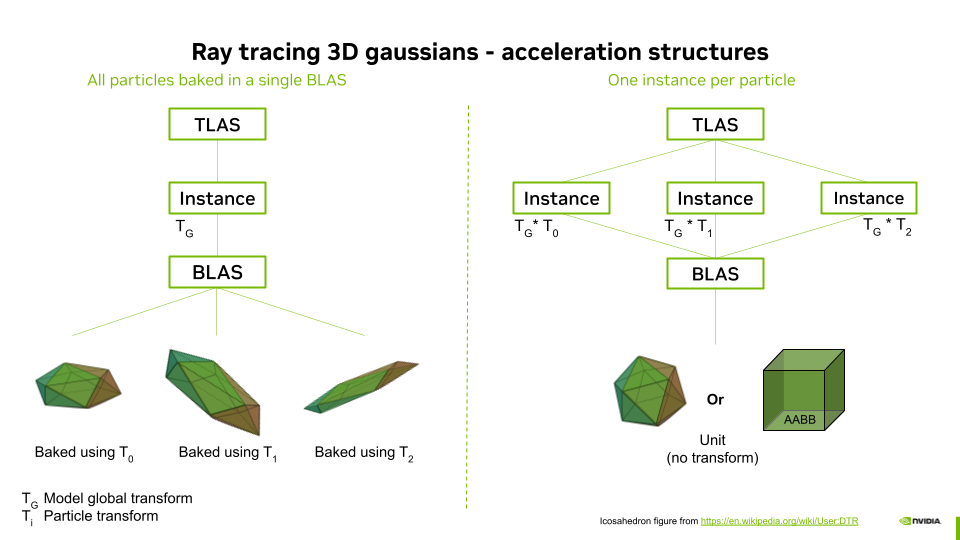 Ray tracing 3D gaussians - acceleration structures
All particles baked in a single BLAS
TLAS
Instance
T_G
BLAS
Baked using T_0
Baked using T_1
Baked using T_2
T_G Model global transform
T_i Particle transform
One instance per particle
TLAS
Instance
Instance
Instance
T_G* T_0
T_G * T_1
T_G * T_2
BLAS
Or
AABB
Unit
(no transform)
Icosahedron figure from https://en.wikipedia.org/wiki/User:DTR
NVIDIA.